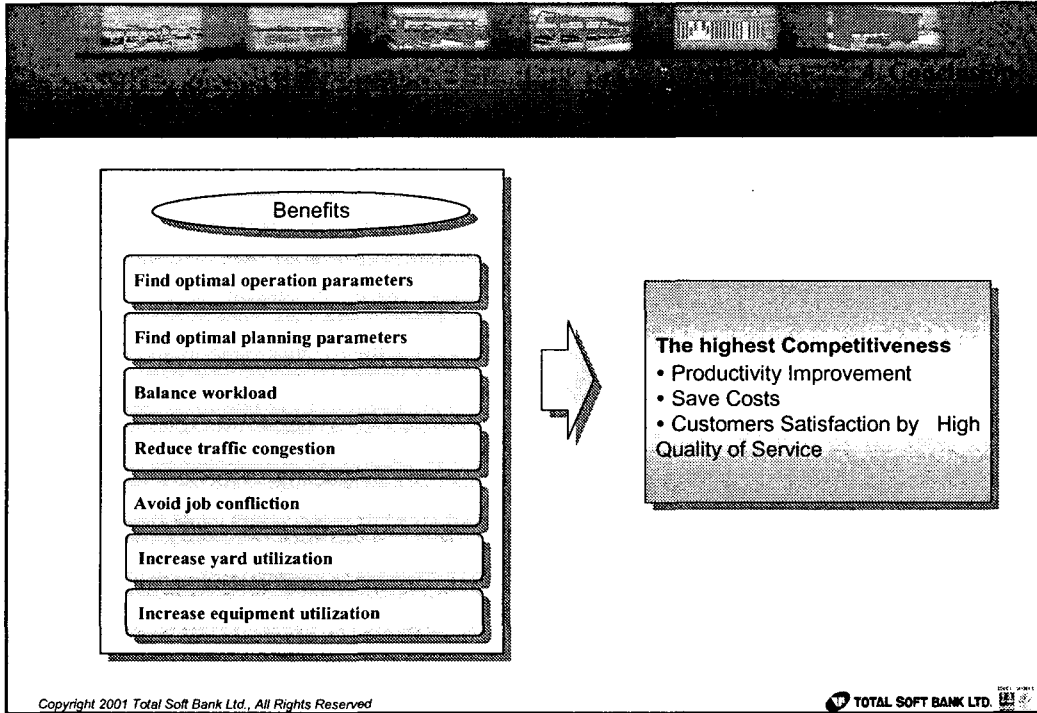 4. Conclusion
Benefits
Find optimal operation parameters
Find optimal planning parameters
Balance workload
Reduce traffic congestion
Avoid job confliction
Increase yard utilization
Increase equipment utilization
The highest Competitiveness
• Productivity Improvement
• Save Costs
• Customers Satisfaction by High
Quality of Service
Copyright 2001 Total Soft Bank Ltd., All Rights Reserved
TOTAL SOFT BANK LTD.